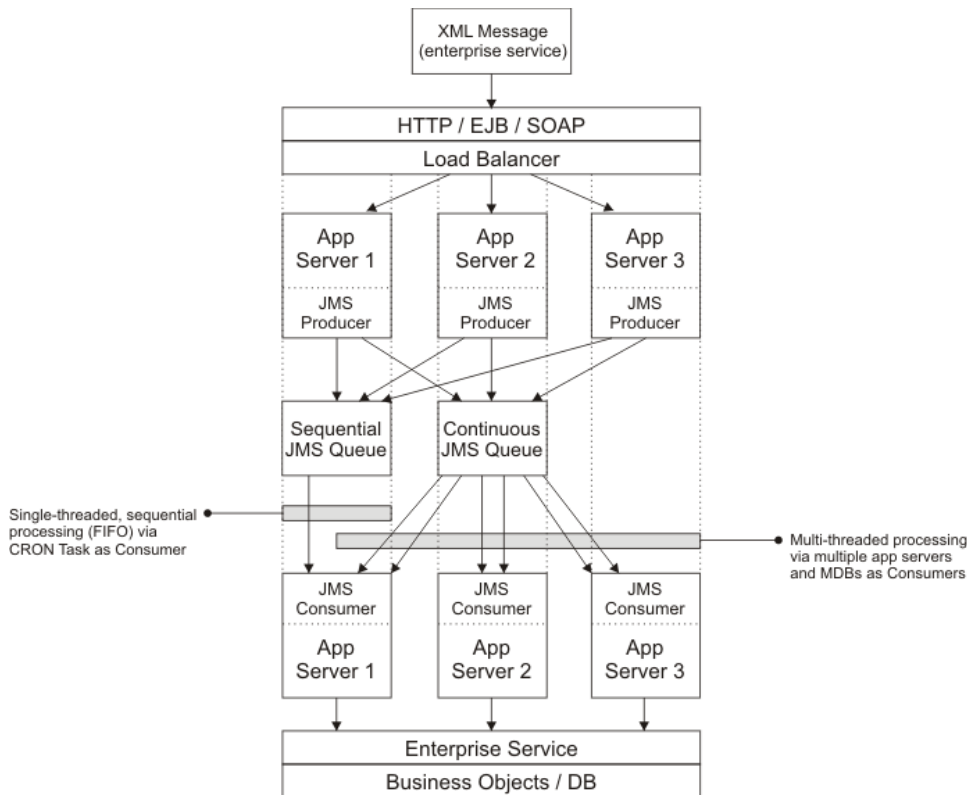 XML Message
(enterprise service)
HTTP / EJB / SOAP
Load Balancer
App
Server 1
JMS
Producer
App
Server 2
JMS
Producer
App
Server 3
JMS
Producer
Sequential
JMS Queue
Continuous
JMS Queue
Single-threaded, sequential
processing (FIFO) via
CRON Task as Consumer
Multi-threaded processing
via multiple app servers
and MDBs as Consumers
JMS
Consumer
App
Server 1
JMS
Consumer
App
Server 2
JMS
Consumer
App
Server 3
Enterprise Service
Business Objects / DB